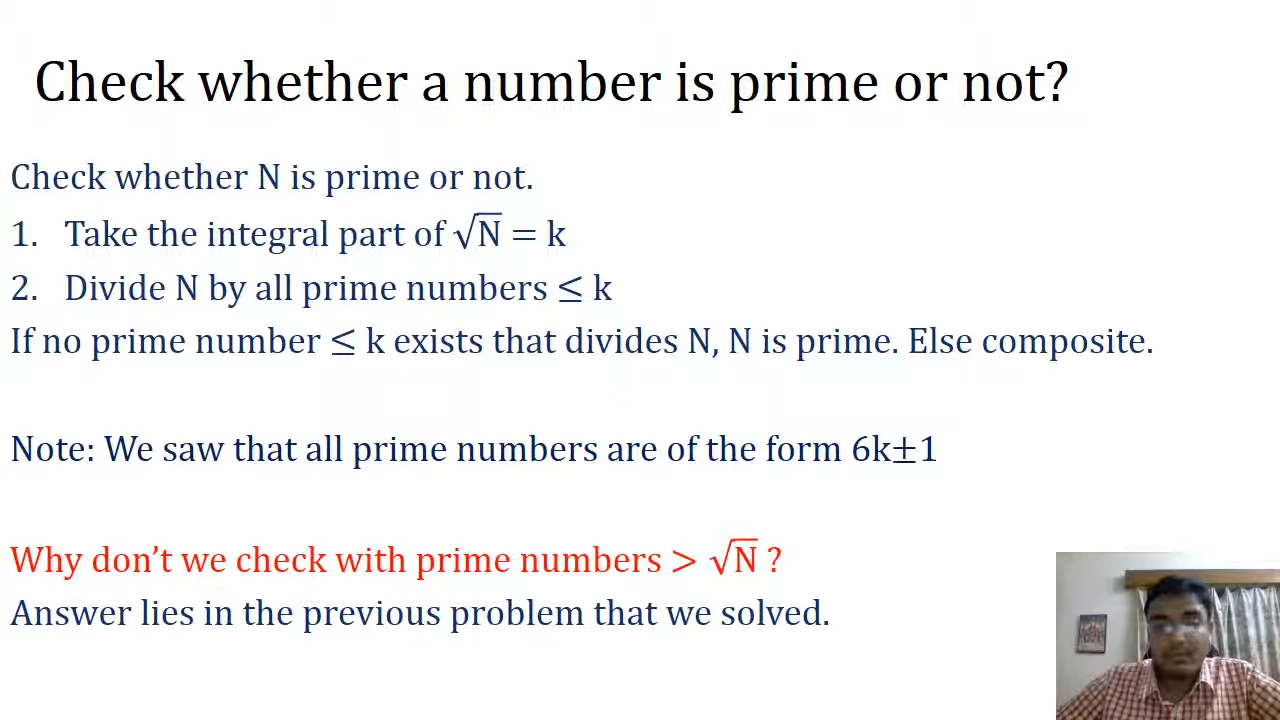 Check whether a number is prime or not?
Check whether N is prime or not.
1. Take the integral part of √N = k
2. Divide N by all prime numbers ≤ k
If no prime number ≤ k exists that divides N, N is prime. Else composite.
Note: We saw that all prime numbers are of the form 6k±1
Why don’t we check with prime numbers > √N ?
Answer lies in the previous problem that we solved.